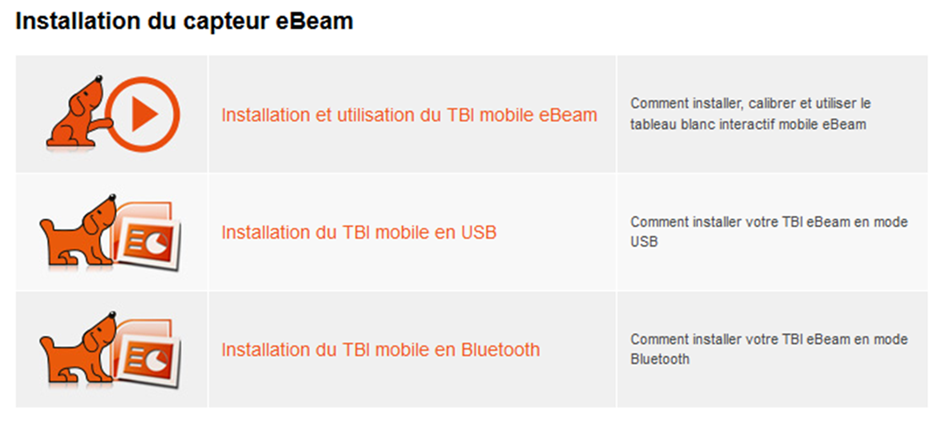 Installation du capteur eBeam
Installation et utilisation du TBI mobile eBeam
Comment installer, calibrer et utiliser le
tableau blanc interactif mobile eBeam
Installation du TBI mobile en USB
Comment installer votre TBI eBeam en mode
USB
Installation du TBI mobile en Bluetooth
Comment installer votre TBI eBeam en mode
Bluetooth